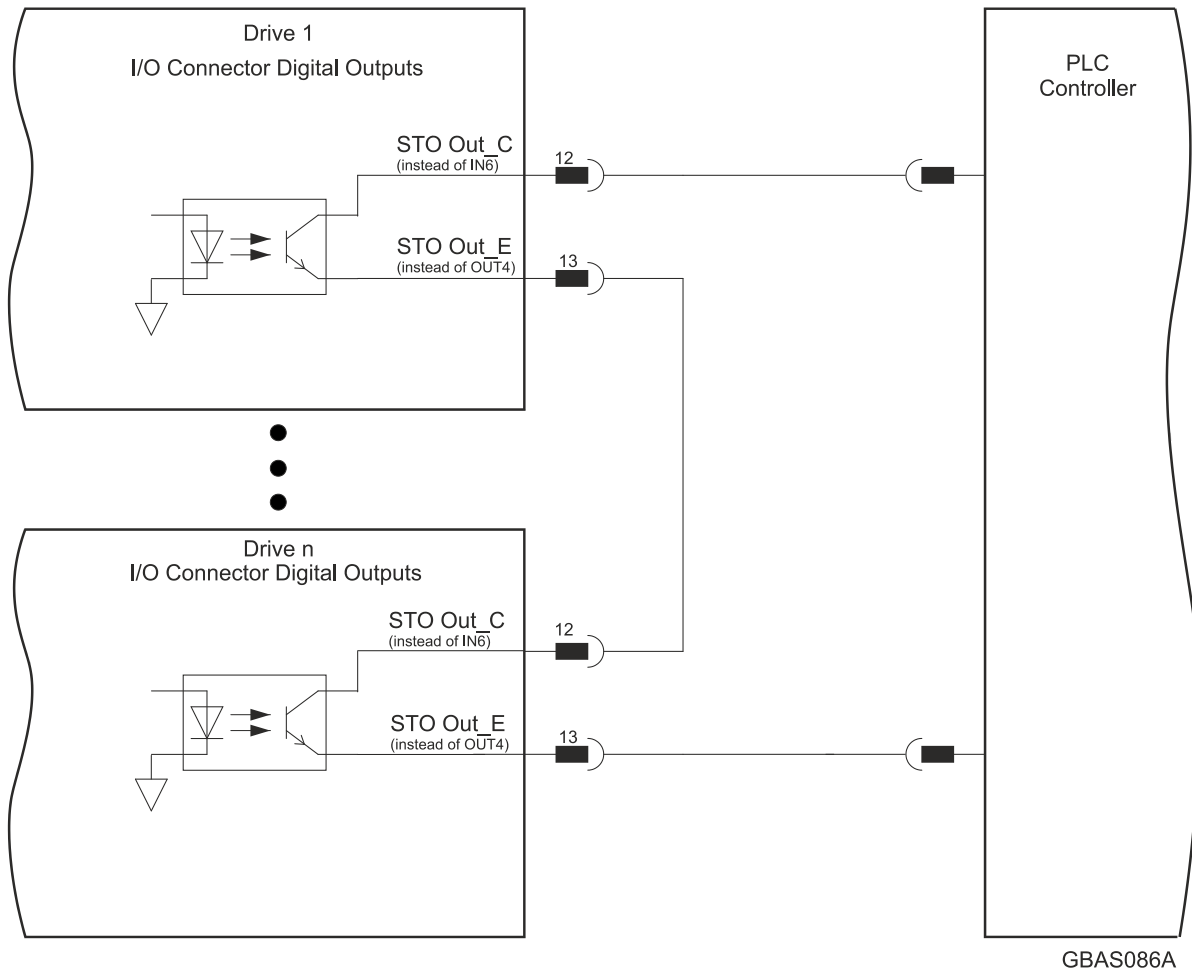 Drive 1
I/O Connector Digital Outputs
STO Out_C
(instead of IN6)
12
STO Out_E
(instead of OUT4)
13
PLC
Controller
Drive n
I/O Connector Digital Outputs
STO Out_C
(instead of IN6)
12
STO Out_E
(instead of OUT4)
13
GBAS086A